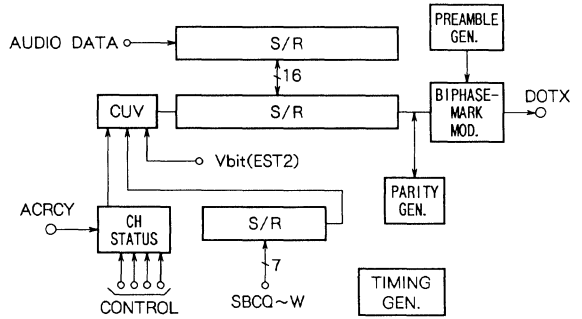 PREAMBLE
GEN.
AUDIO DATA
S/R
16
CUV
S/R
BIPHASE-
MARK
MOD.
DOTX
Vbit(EST2)
PARITY
GEN.
ACRCY
CH
STATUS
S/R
7
CONTROL
SBCQ~W
TIMING
GEN.